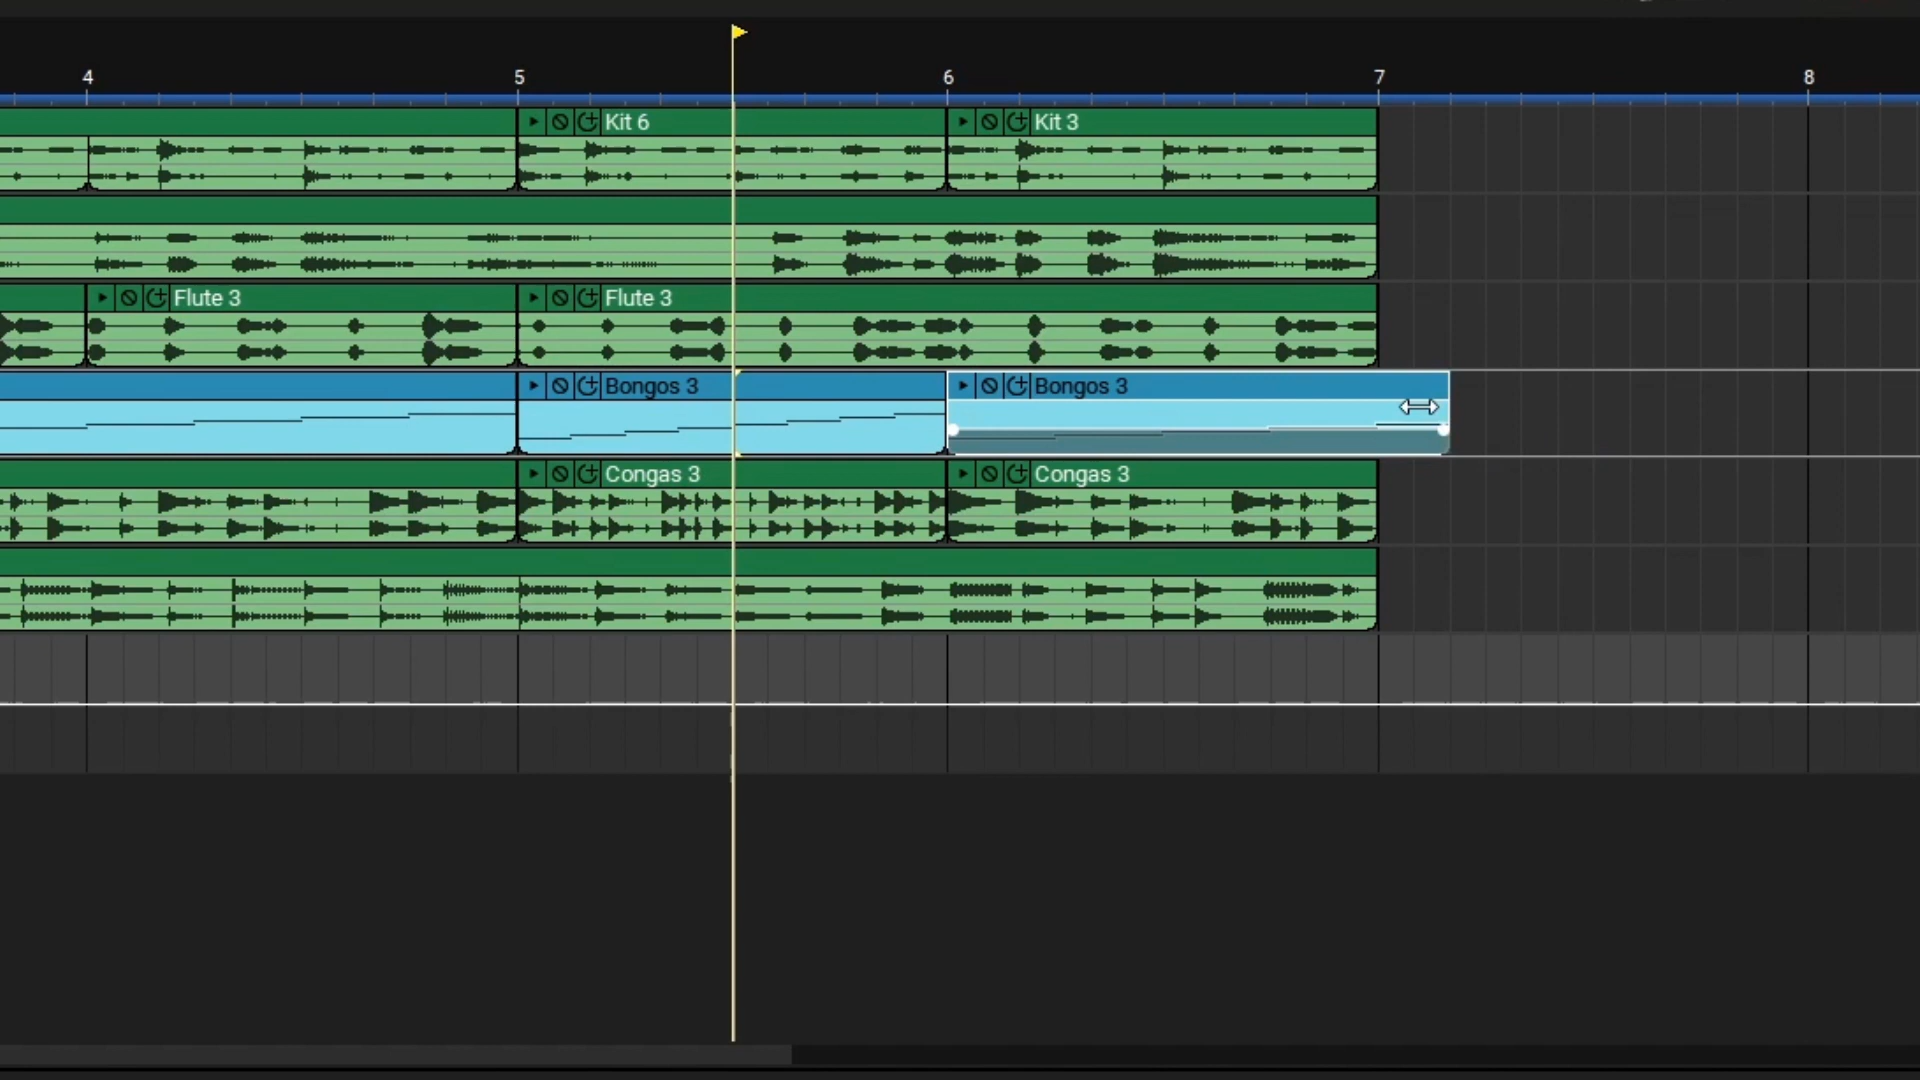 4 5 6 7 8
Kit 6 Kit 3
Flute 3 Flute 3
Bongos 3 Bongos 3
Congas 3 Congas 3